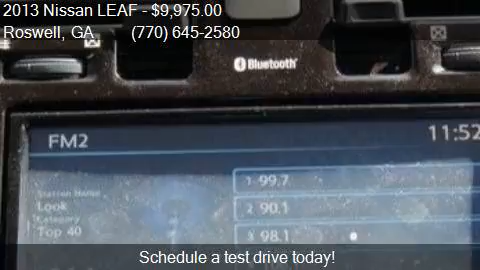 2013 Nissan LEAF - $9,975.00
Roswell, GA (770) 645-2580
Bluetooth
FM2
11:52
1 99.7
Station Name
Look
2 90.1
Category
Top 40
3 98.1
Schedule a test drive today!